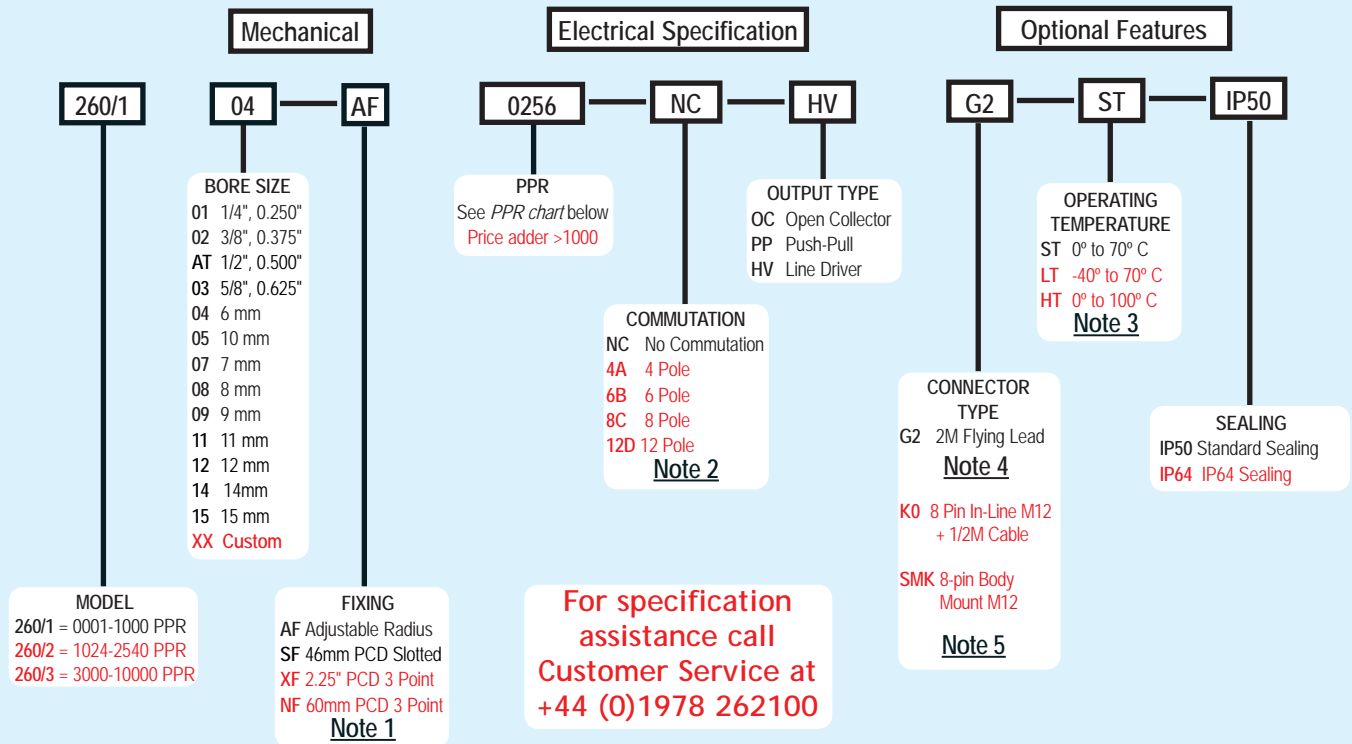 Mechanical
Electrical Specification
Optional Features
260/1
04
AF
0256
NC
HV
G2
ST
IP50
BORE SIZE
01 1/4", 0.250"
02 3/8", 0.375"
AT 1/2", 0.500"
03 5/8", 0.625"
04 6 mm
05 10 mm
07 7 mm
08 8 mm
09 9 mm
11 11 mm
12 12 mm
14 14mm
15 15 mm
XX Custom
PPR
See PPR chart below
Price adder >1000
OUTPUT TYPE
OC Open Collector
PP Push-Pull
HV Line Driver
OPERATING
TEMPERATURE
ST 0º to 70º C
LT -40º to 70º C
HT 0º to 100º C
Note 3
COMMUTATION
NC No Commutation
4A 4 Pole
6B 6 Pole
8C 8 Pole
12D 12 Pole
Note 2
CONNECTOR
TYPE
G2 2M Flying Lead
Note 4
K0 8 Pin In-Line M12
+ 1/2M Cable
SMK 8-pin Body
Mount M12
Note 5
SEALING
IP50 Standard Sealing
IP64 IP64 Sealing
MODEL
260/1 = 0001-1000 PPR
260/2 = 1024-2540 PPR
260/3 = 3000-10000 PPR
FIXING
AF Adjustable Radius
SF 46mm PCD Slotted
XF 2.25" PCD 3 Point
NF 60mm PCD 3 Point
Note 1
For specification
assistance call
Customer Service at
+44 (0)1978 262100